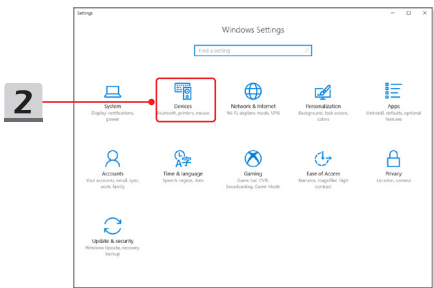 Settings
Windows Settings
Find a setting
2
System
Display, notifications,
power
Devices
Bluetooth, printers, mouse
Network & Internet
Wi-Fi, airplane mode, VPN
Personalization
Background, lock screen,
colors
Apps
Uninstall, defaults, optional
features
Accounts
Your accounts, email, sync,
work, family
Time & language
Speech, region, date
Gaming
Game bar, DVR,
broadcasting, Game Mode
Ease of Access
Narrator, magnifier, high
contrast
Privacy
Location, camera
Update & security
Windows Update, recovery,
backup